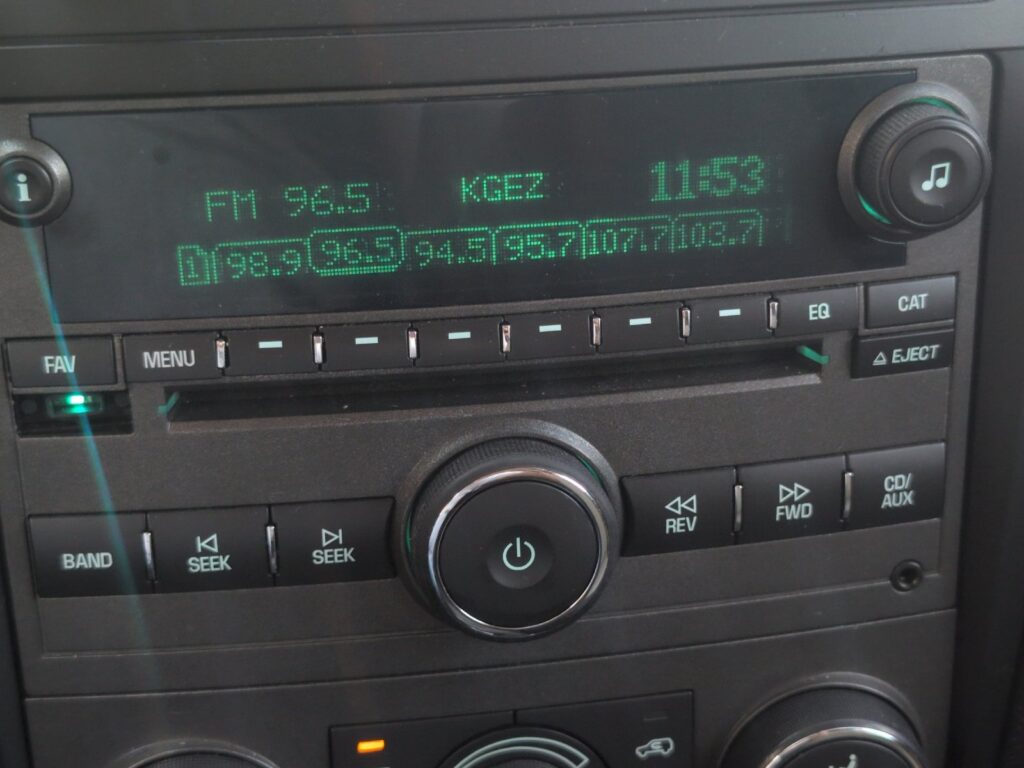 FM 96.5 KGEZ 11:53
1 98.9 96.5 94.5 95.7 107.7 103.7
i
FAV MENU EQ CAT
EJECT
BAND SEEK SEEK REV FWD CD/
AUX